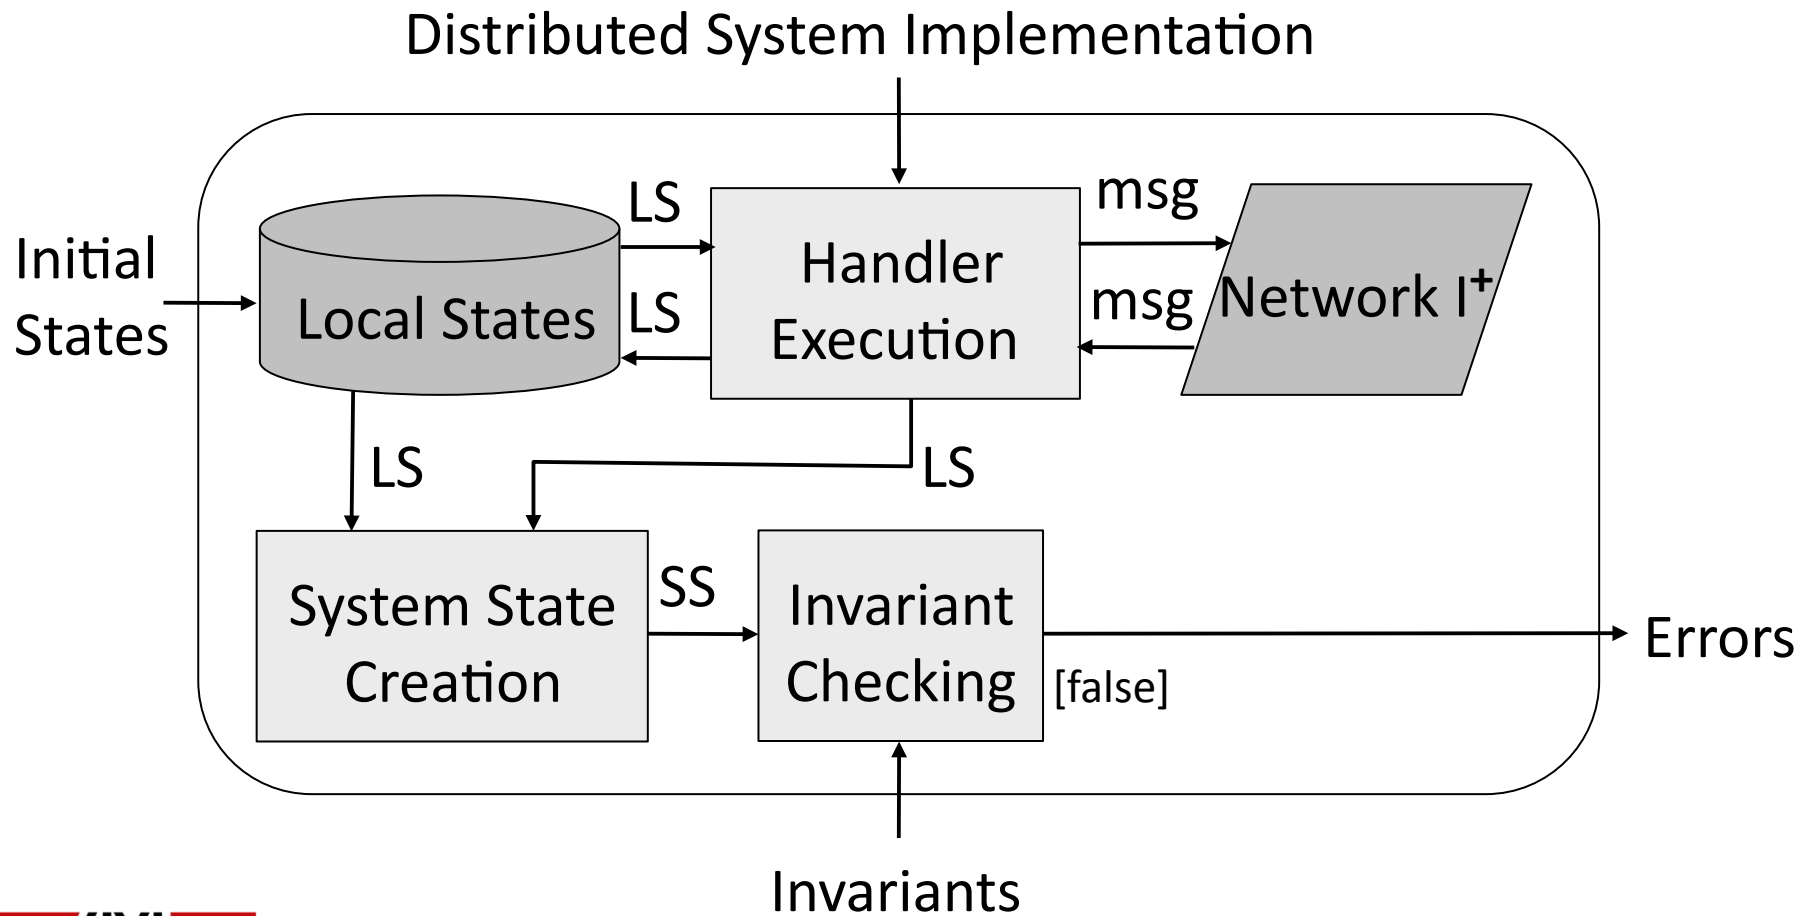 Distributed System Implementation
Initial
States
Local States
LS
LS
Handler
Execution
msg
msg
Network I⁺
LS
LS
System State
Creation
SS
Invariant
Checking
[false]
Errors
Invariants